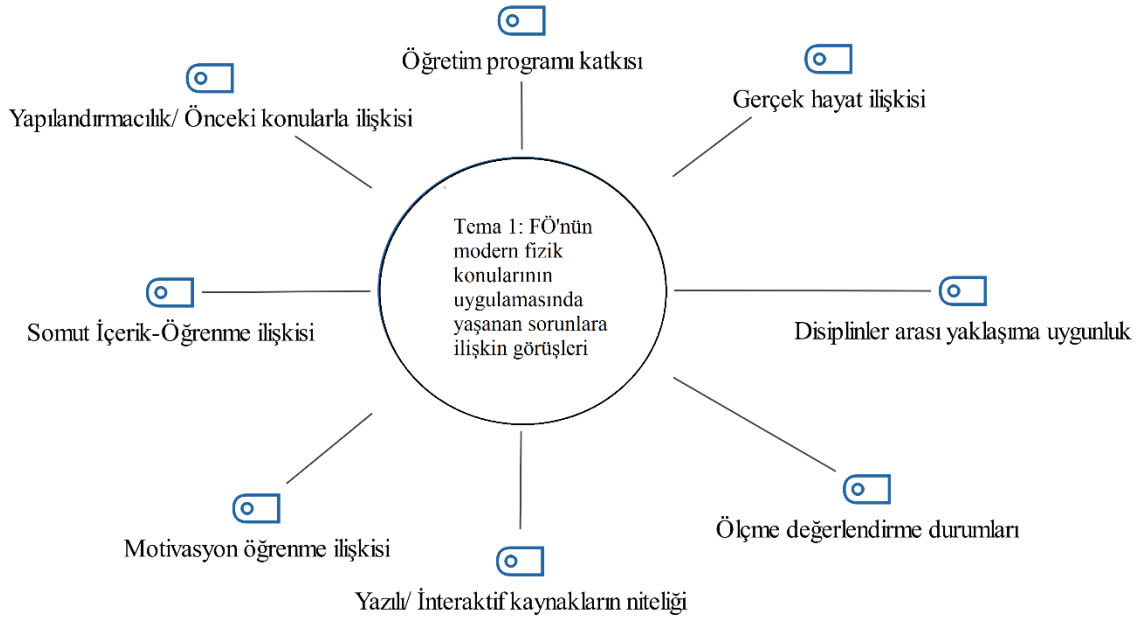 Öğretim programı katkısı
Gerçek hayat ilişkisi
Yapılandırmacılık/ Önceki konularla ilişkisi
Tema 1: FÖ'nün
modern fizik
konularının
uygulamasında
yaşanan sorunlara
ilişkin görüşleri
Somut İçerik-Öğrenme ilişkisi
Disiplinler arası yaklaşıma uygunluk
Ölçme değerlendirme durumları
Motivasyon öğrenme ilişkisi
Yazılı/ İnteraktif kaynakların niteliği